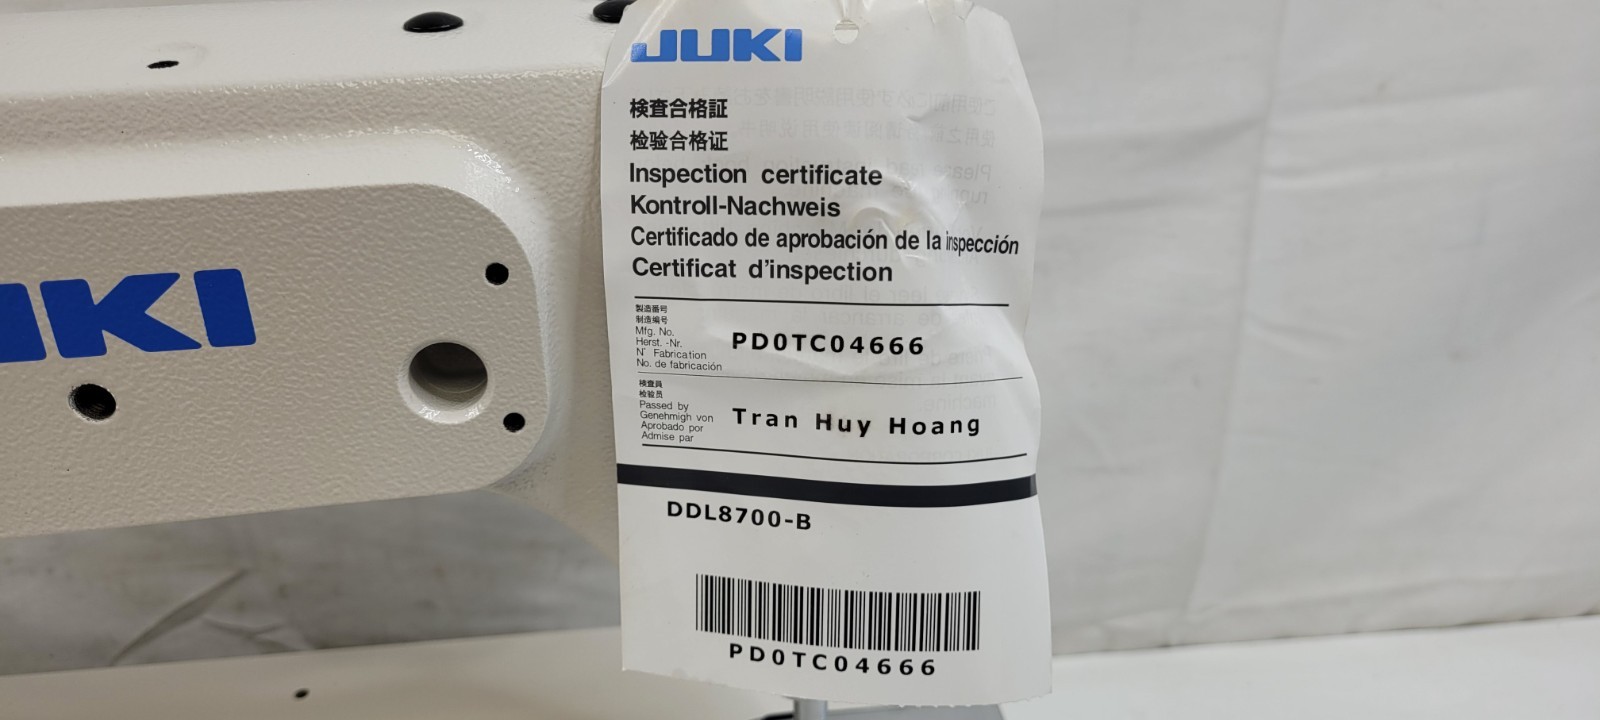 JUKI
検査合格証
检验合格证
Inspection certificate
Kontroll-Nachweis
Certificado de aprobación de la inspección
Certificat d'inspection
製造番号
制造编号
Mfg. No.
Herst. -Nr.
N° Fabrication
No. de fabricación
PD0TC04666
検査員
检验员
Passed by
Genehmigh von
Aprobado por
Admise par
Tran Huy Hoang
DDL8700-B
PD0TC04666
UKI